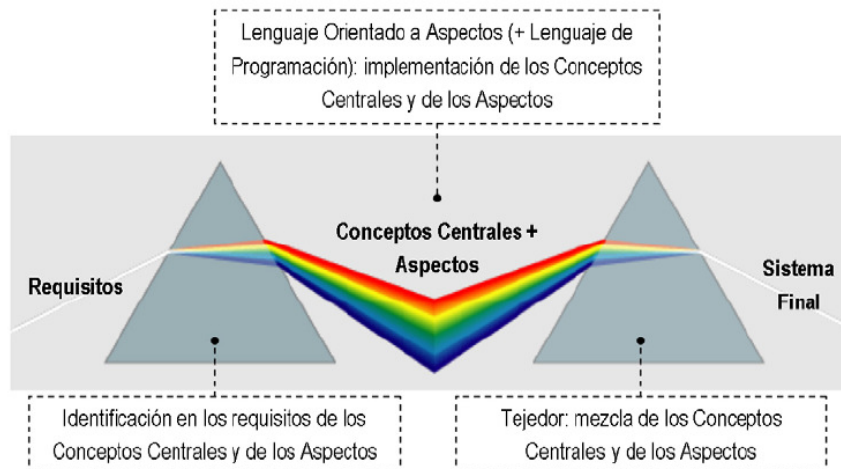 Lenguaje Orientado a Aspectos (+ Lenguaje de
Programación): implementación de los Conceptos
Centrales y de los Aspectos
Conceptos Centrales +
Aspectos
Requisitos
Sistema
Final
Identificación en los requisitos de los
Conceptos Centrales y de los Aspectos
Tejedor: mezcla de los Conceptos
Centrales y de los Aspectos